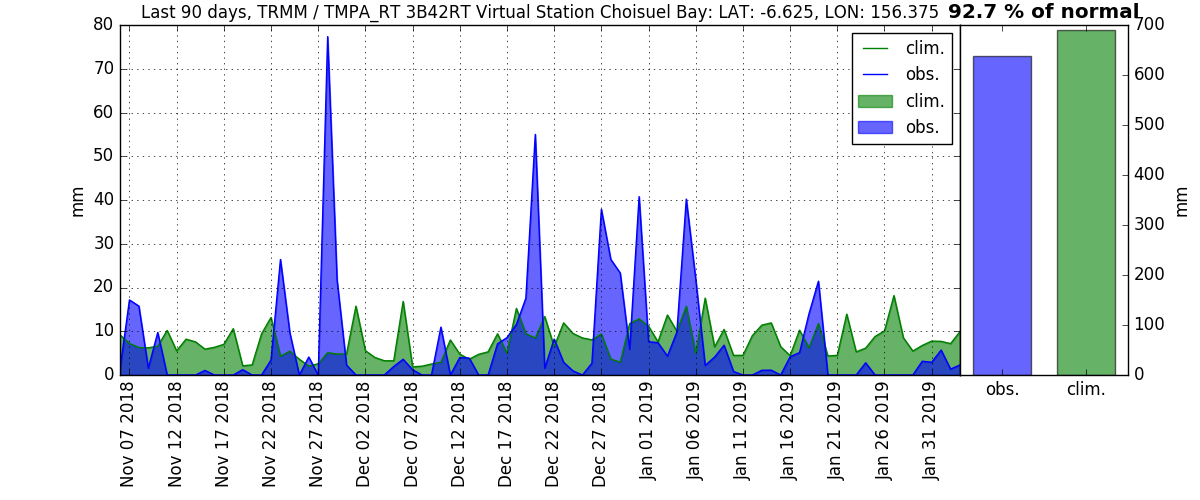 Last 90 days, TRMM / TMPA_RT 3B42RT Virtual Station Choisuel Bay: LAT: -6.625, LON: 156.375
92.7 % of normal
80
70
60
50
40
30
20
10
0
mm
clim.
obs.
clim.
obs.
Nov 07 2018
Nov 12 2018
Nov 17 2018
Nov 22 2018
Nov 27 2018
Dec 02 2018
Dec 07 2018
Dec 12 2018
Dec 17 2018
Dec 22 2018
Dec 27 2018
Jan 01 2019
Jan 06 2019
Jan 11 2019
Jan 16 2019
Jan 21 2019
Jan 26 2019
Jan 31 2019
700
600
500
400
300
200
100
0
mm
obs.
clim.